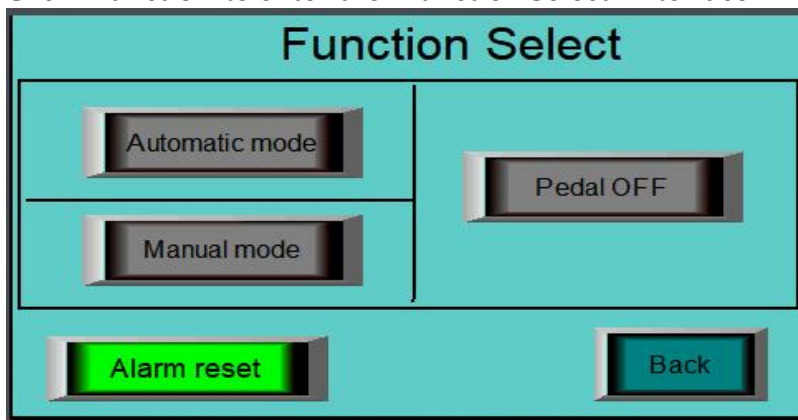 Function Select
Automatic mode
Pedal OFF
Manual mode
Alarm reset
Back